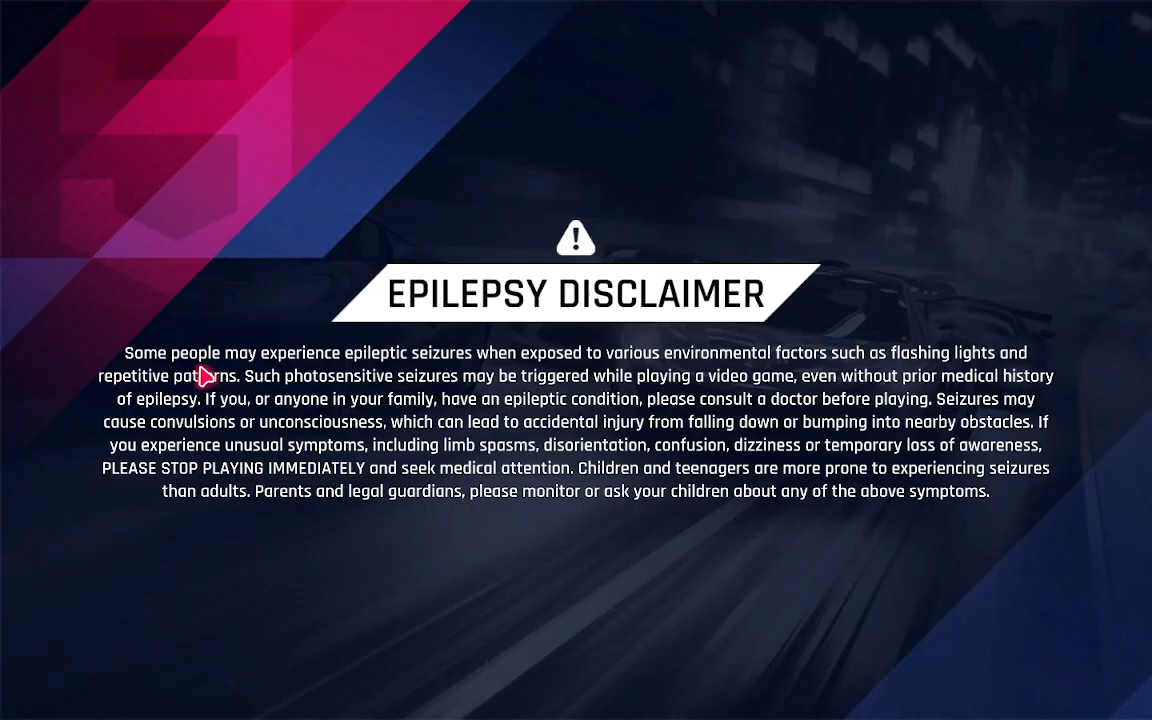 EPILEPSY DISCLAIMER
Some people may experience epileptic seizures when exposed to various environmental factors such as flashing lights and
repetitive patterns. Such photosensitive seizures may be triggered while playing a video game, even without prior medical history
of epilepsy. If you, or anyone in your family, have an epileptic condition, please consult a doctor before playing. Seizures may
cause convulsions or unconsciousness, which can lead to accidental injury from falling down or bumping into nearby obstacles. If
you experience unusual symptoms, including limb spasms, disorientation, confusion, dizziness or temporary loss of awareness,
PLEASE STOP PLAYING IMMEDIATELY and seek medical attention. Children and teenagers are more prone to experiencing seizures
than adults. Parents and legal guardians, please monitor or ask your children about any of the above symptoms.